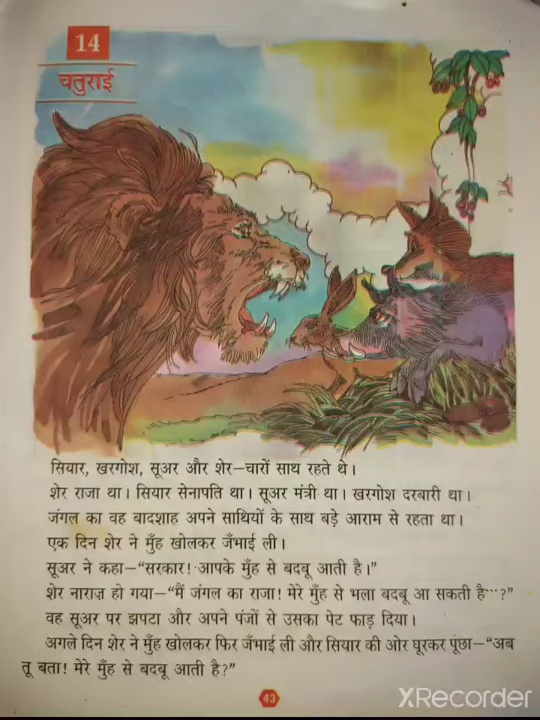 14
चतुराई
सियार, खरगोश, सूअर और शेर–चारों साथ रहते थे।
शेर राजा था। सियार सेनापति था। सूअर मंत्री था। खरगोश दरबारी था।
जंगल का वह बादशाह अपने साथियों के साथ बड़े आराम से रहता था।
एक दिन शेर ने मुँह खोलकर जँभाई ली।
सूअर ने कहा–“सरकार! आपके मुँह से बदबू आती है।”
शेर नाराज़ हो गया–“मैं जंगल का राजा! मेरे मुँह से भला बदबू आ सकती है...?”
वह सूअर पर झपटा और अपने पंजों से उसका पेट फाड़ दिया।
अगले दिन शेर ने मुँह खोलकर फिर जँभाई ली और सियार की ओर घूरकर पूंछा–“अब
तू बता! मेरे मुँह से बदबू आती है?”
43
XRecorder